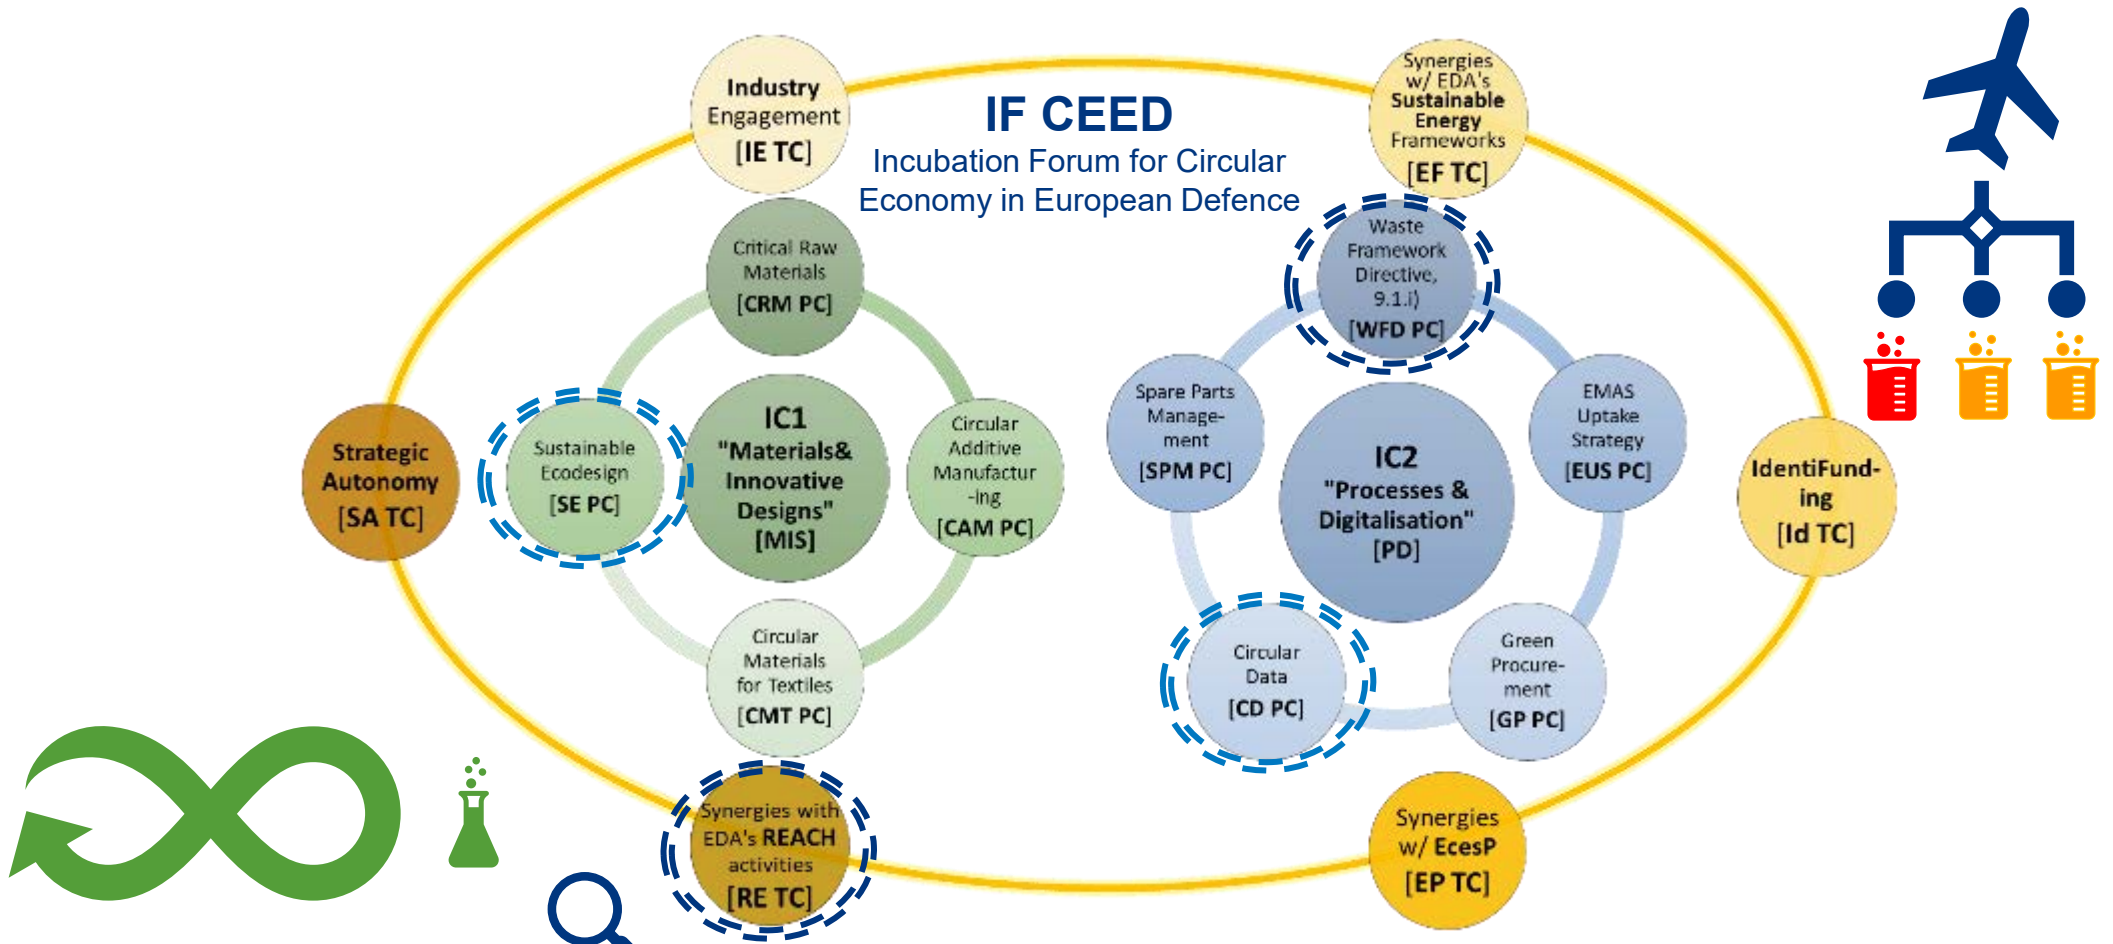 IF CEED
Incubation Forum for Circular
Economy in European Defence
Industry
Engagement
[IE TC]
Synergies
w/ EDA's
Sustainable
Energy
Frameworks
[EF TC]
Critical Raw
Materials
[CRM PC]
Waste
Framework
Directive,
9.1.i)
[WFD PC]
Strategic
Autonomy
[SA TC]
Sustainable
Ecodesign
[SE PC]
IC1
"Materials&
Innovative
Designs"
[MIS]
Circular
Additive
Manufactur
-ing
[CAM PC]
Spare Parts
Manage-
ment
[SPM PC]
IC2
"Processes &
Digitalisation"
[PD]
EMAS
Uptake
Strategy
[EUS PC]
IdentiFund-
ing
[Id TC]
Circular
Materials
for Textiles
[CMT PC]
Circular
Data
[CD PC]
Green
Procure-
ment
[GP PC]
Synergies with
EDA's REACH
activities
[RE TC]
Synergies
w/ EcesP
[EP TC]